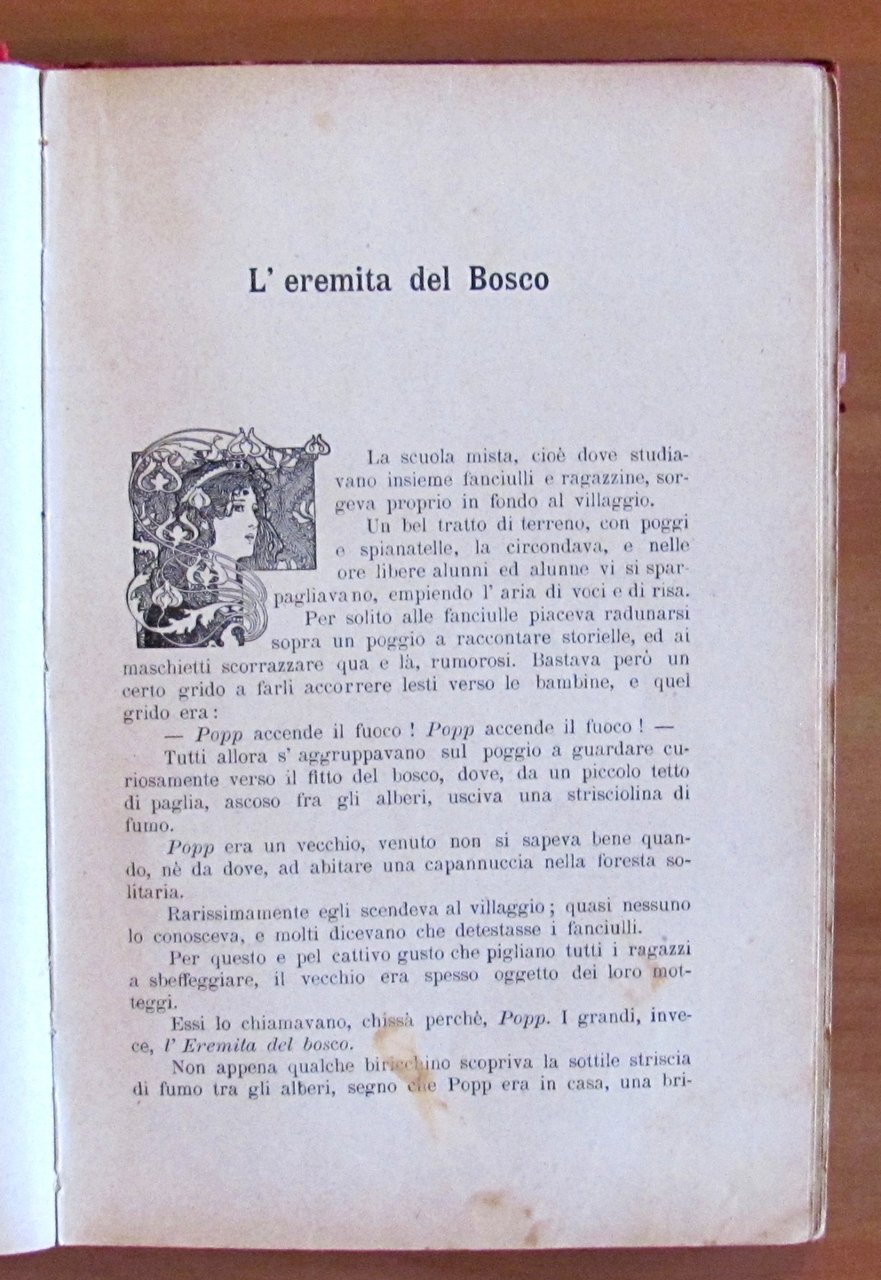 L' eremita del Bosco
La scuola mista, cioè dove studia-
vano insieme fanciulli e ragazzine, sor-
geva proprio in fondo al villaggio.
Un bel tratto di terreno, con poggi
e spianatelle, la circondava, e nelle
ore libere alunni ed alunne vi si spar-
pagliavano, empiendo l' aria di voci e di risa.
Per solito alle fanciulle piaceva radunarsi
sopra un poggio a raccontare storielle, ed ai
maschietti scorrazzare qua e là, rumorosi. Bastava però un
certo grido a farli accorrere lesti verso le bambine, e quel
grido era :
— Popp accende il fuoco ! Popp accende il fuoco ! —
Tutti allora s' aggruppavano sul poggio a guardare cu-
riosamente verso il fitto del bosco, dove, da un piccolo tetto
di paglia, ascoso fra gli alberi, usciva una strisciolina di
fumo.
Popp era un vecchio, venuto non si sapeva bene quan-
do, nè da dove, ad abitare una capannuccia nella foresta so-
litaria.
Rarissimamente egli scendeva al villaggio ; quasi nessuno
lo conosceva, e molti dicevano che detestasse i fanciulli.
Per questo e pel cattivo gusto che pigliano tutti i ragazzi
a sbeffeggiare, il vecchio era spesso oggetto dei loro mot-
teggi.
Essi lo chiamavano, chissà perchè, Popp. I grandi, inve-
ce, l' Eremita del bosco.
Non appena qualche biricchino scopriva la sottile striscia
di fumo tra gli alberi, segno che Popp era in casa, una bri-